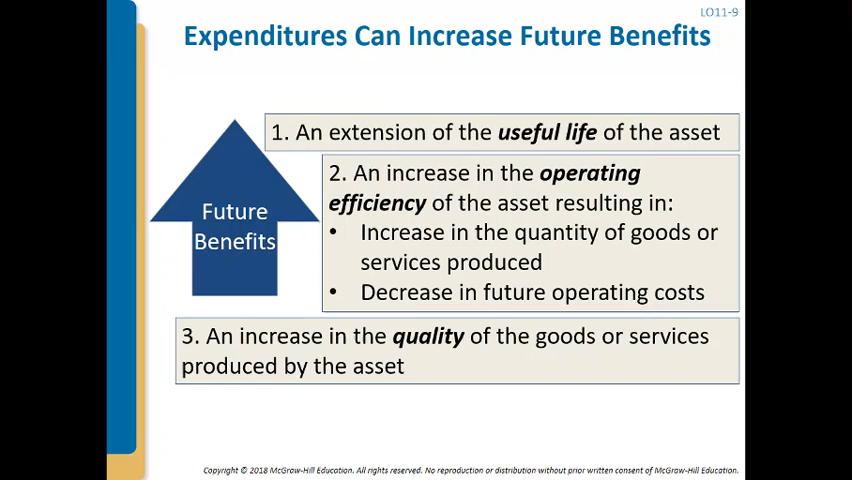 LO11-9
Expenditures Can Increase Future Benefits
1. An extension of the useful life of the asset
2. An increase in the operating
efficiency of the asset resulting in:
• Increase in the quantity of goods or
services produced
• Decrease in future operating costs
Future
Benefits
3. An increase in the quality of the goods or services
produced by the asset
Copyright © 2018 McGraw-Hill Education. All rights reserved. No reproduction or distribution without prior written consent of McGraw-Hill Education.